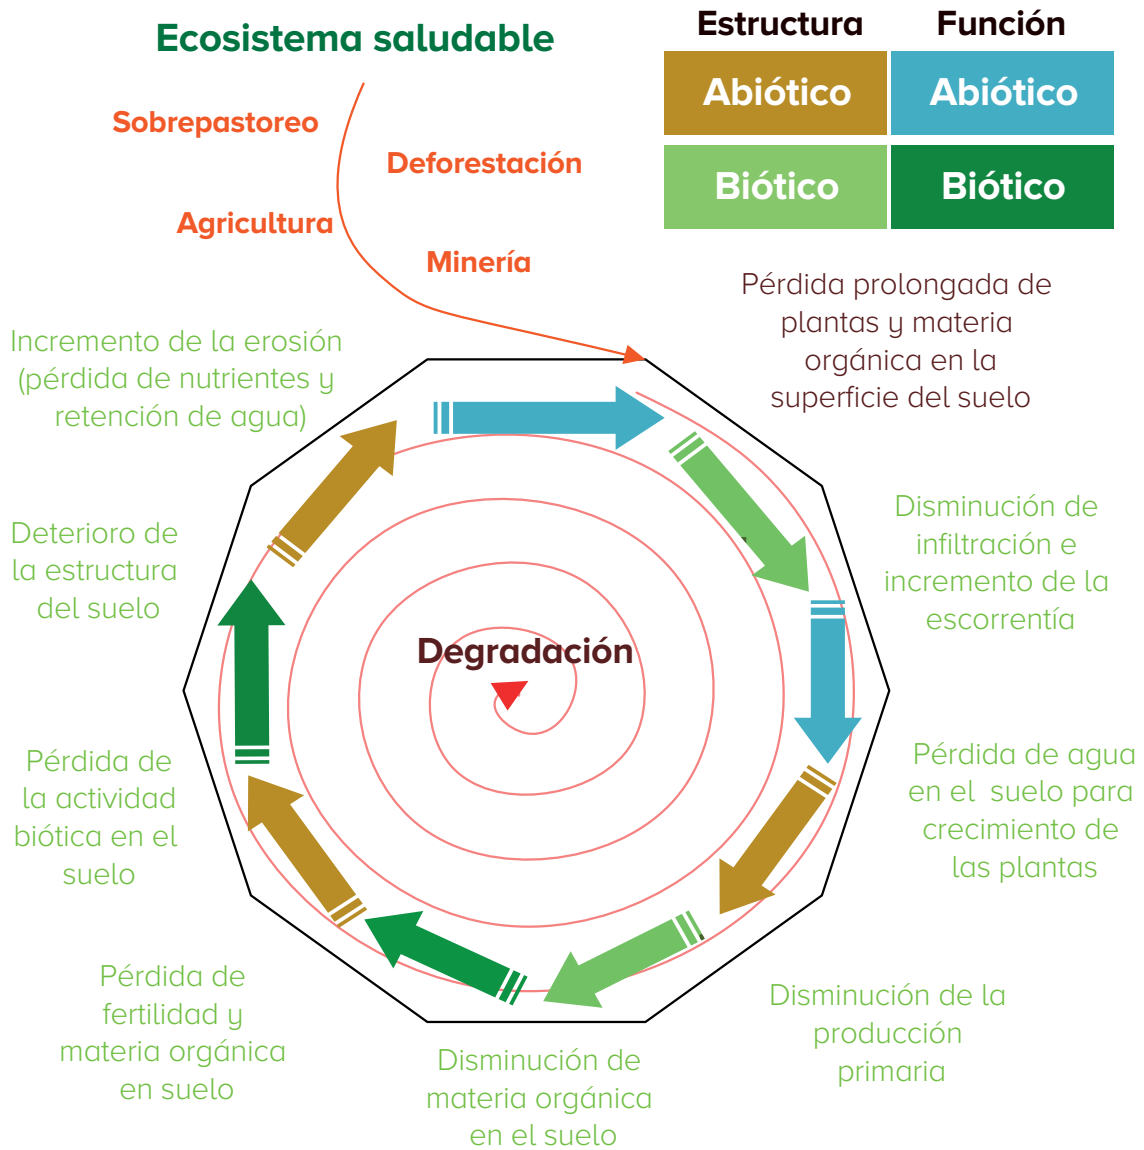 Ecosistema saludable
Estructura
Función
Abiótico
Abiótico
Biótico
Biótico
Sobrepastoreo
Deforestación
Agricultura
Minería
Pérdida prolongada de
plantas y materia
orgánica en la
superficie del suelo
Disminución de
infiltración e
incremento de la
escorrentía
Pérdida de agua
en el suelo para
crecimiento de
las plantas
Disminución de la
producción
primaria
Disminución de
materia orgánica
en el suelo
Pérdida de
fertilidad y
materia orgánica
en suelo
Pérdida de
la actividad
biótica en el
suelo
Deterioro de
la estructura
del suelo
Incremento de la erosión
(pérdida de nutrientes y
retención de agua)
Degradación